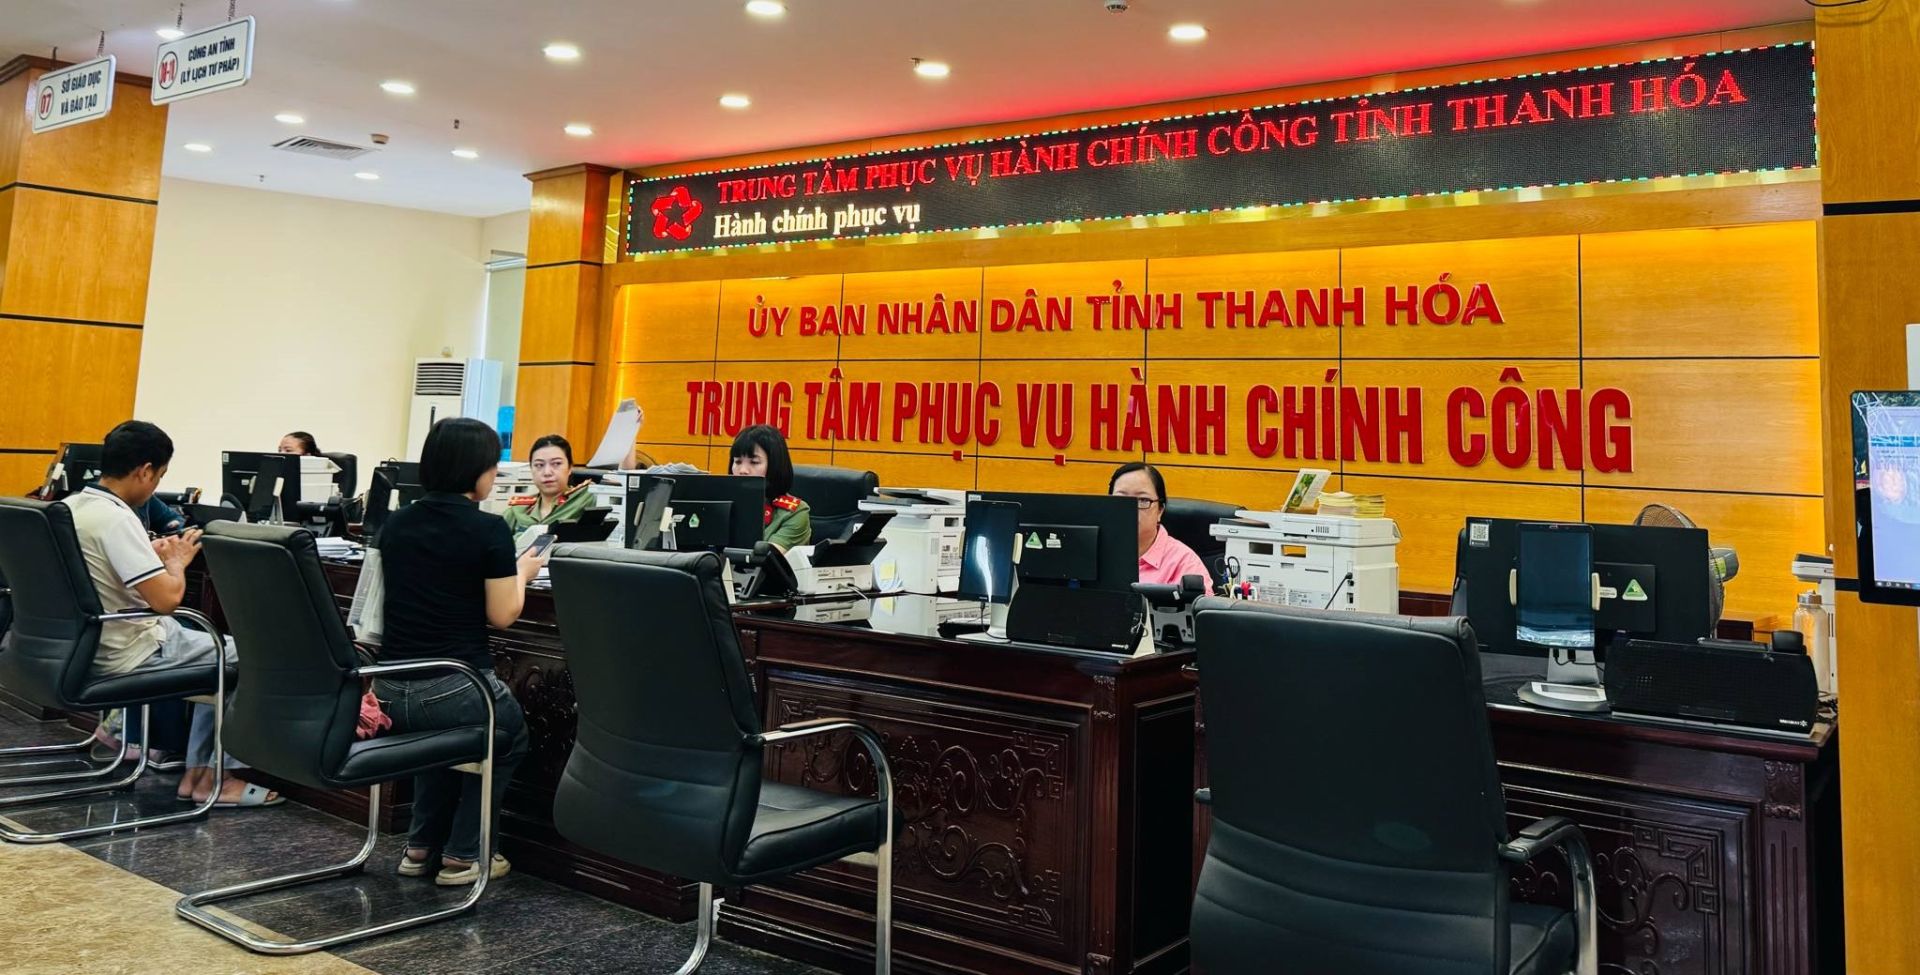 07
SỞ GIÁO DỤC
VÀ ĐÀO TẠO
08-10
CÔNG AN TỈNH
(LÝ LỊCH TƯ PHÁP)
TRUNG TÂM PHỤC VỤ HÀNH CHÍNH CÔNG TỈNH THANH HÓA
Hành chính phục vụ
ỦY BAN NHÂN DÂN TỈNH THANH HÓA
TRUNG TÂM PHỤC VỤ HÀNH CHÍNH CÔNG